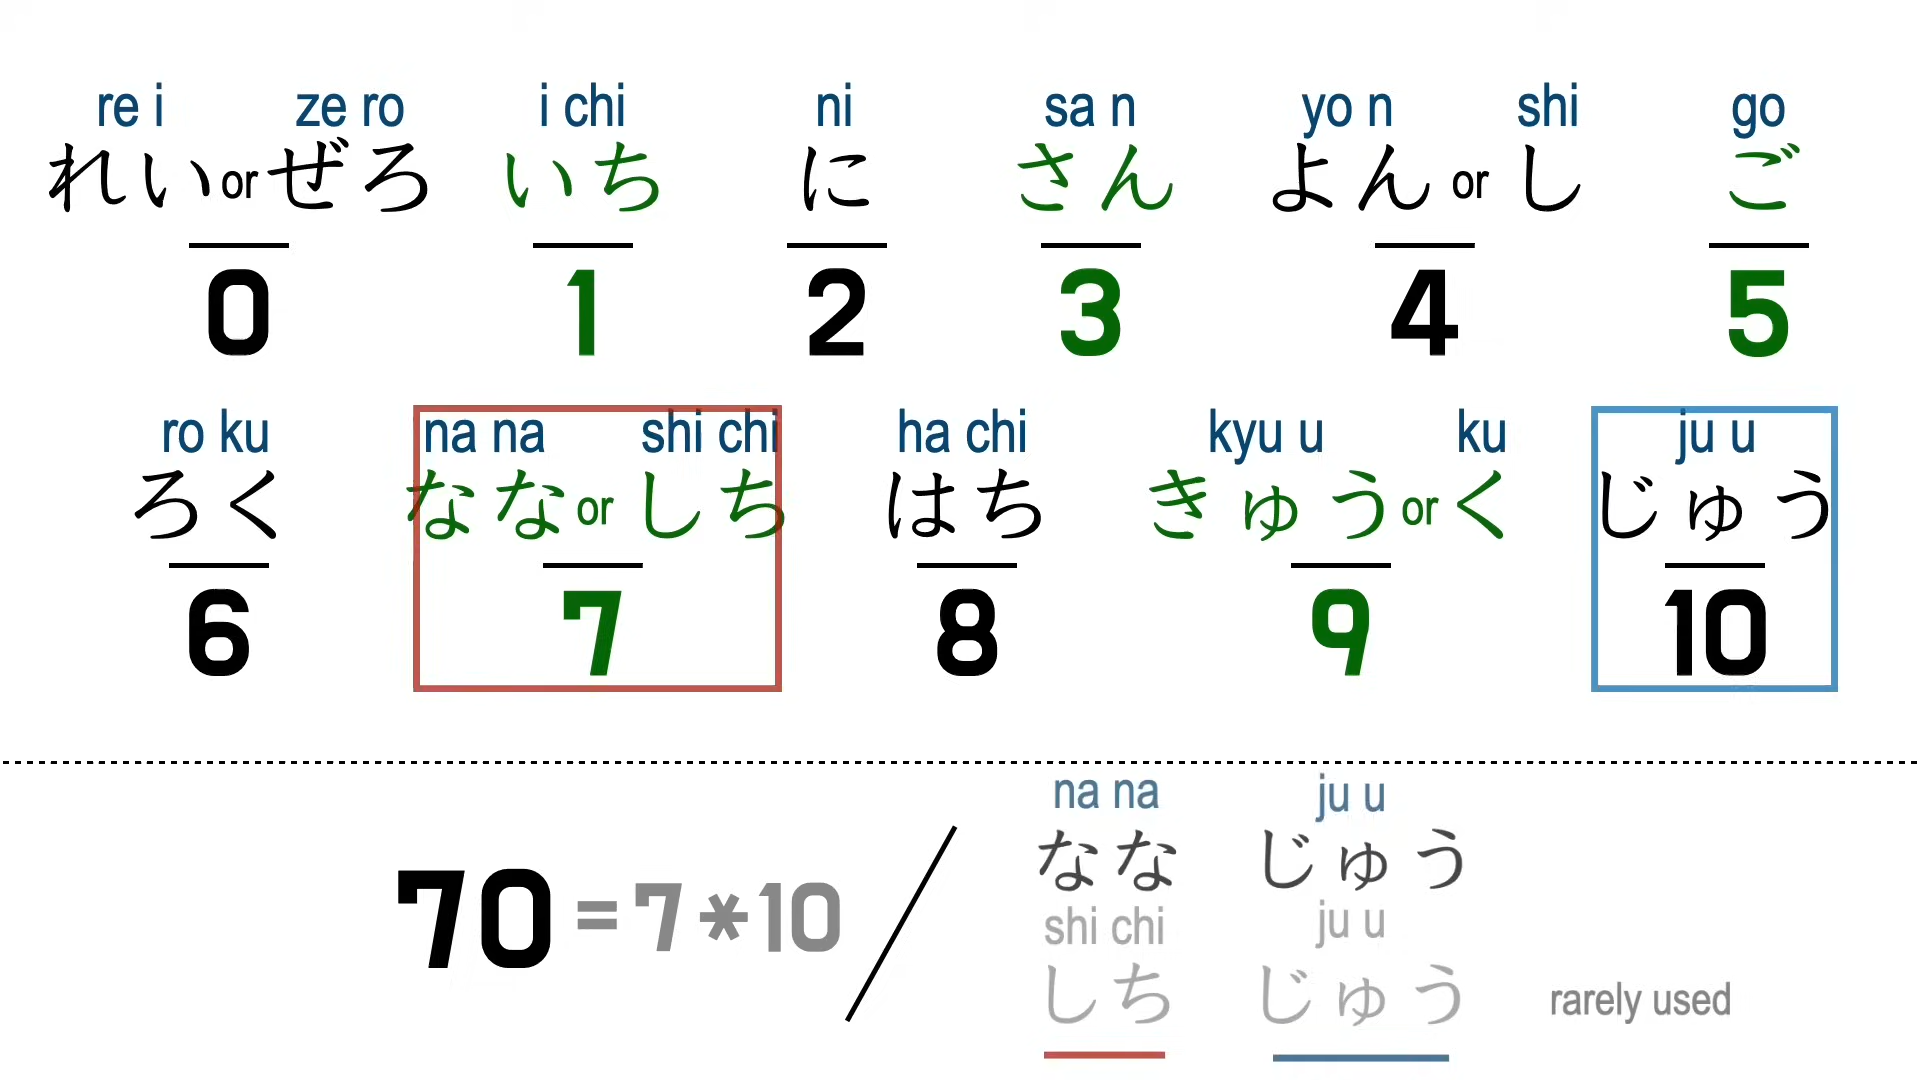 re i ze ro i chi ni sa n yo n shi go
れい or ぜろ いち に さん よん or し ご
0 1 2 3 4 5
ro ku na na shi chi ha chi kyu u ku ju u
ろく なな or しち はち きゅう or く じゅう
6 7 8 9 10
na na ju u
なな じゅう
70 = 7 * 10 /
shi chi ju u
しち じゅう rarely used